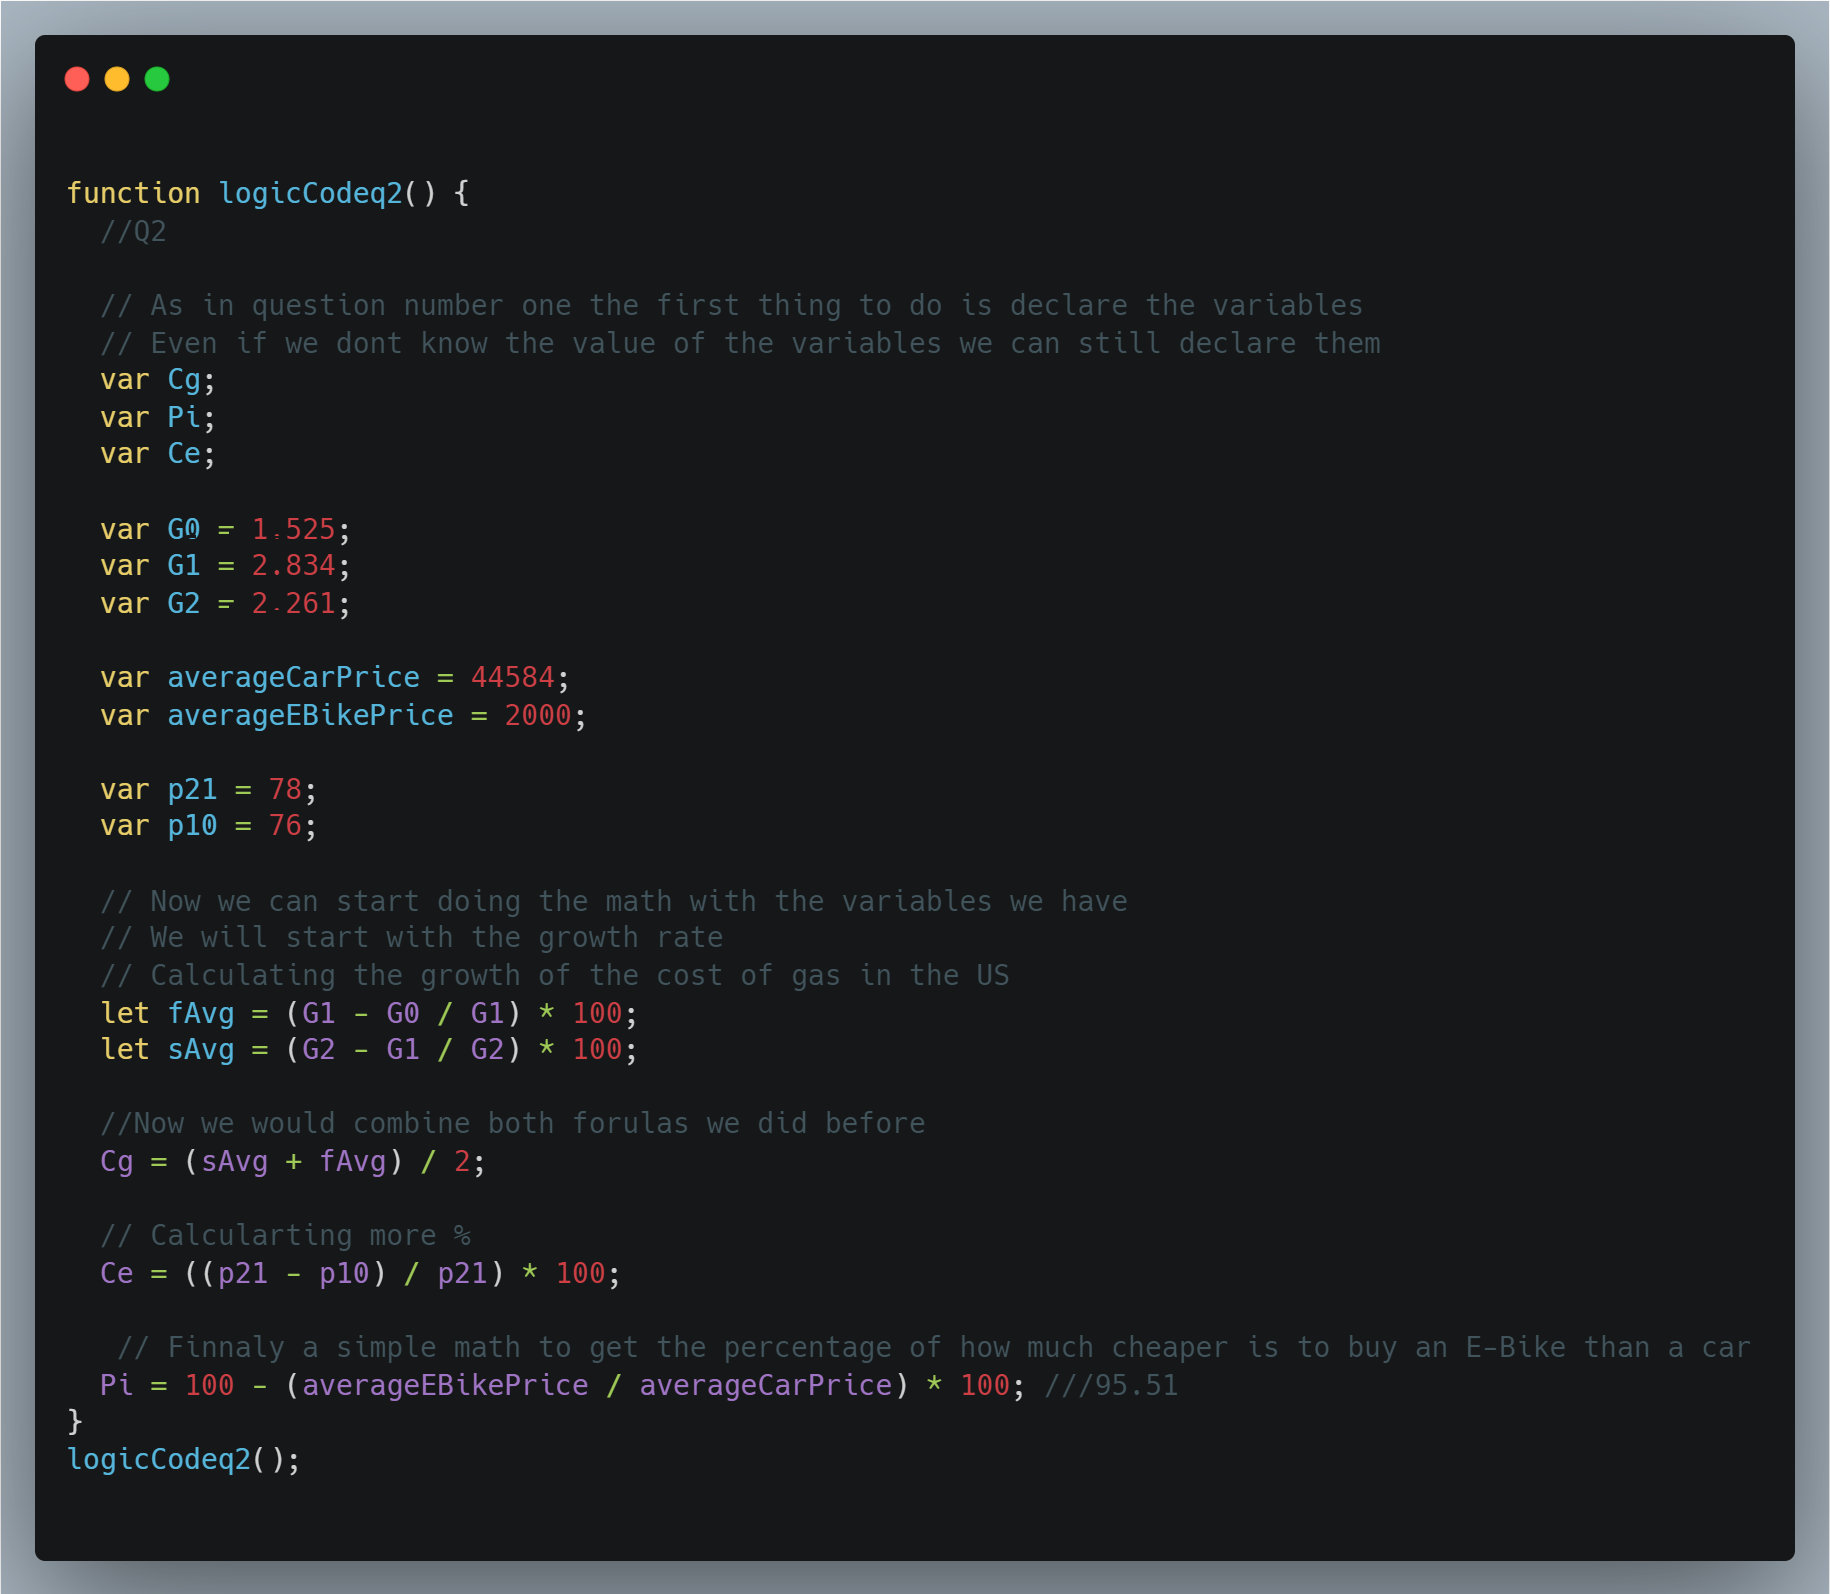 function logicCodeq2() {
  //Q2

  // As in question number one the first thing to do is declare the variables
  // Even if we dont know the value of the variables we can still declare them
  var Cg;
  var Pi;
  var Ce;

  var G0 = 1.525;
  var G1 = 2.834;
  var G2 = 2.261;

  var averageCarPrice = 44584;
  var averageEBikePrice = 2000;

  var p21 = 78;
  var p10 = 76;

  // Now we can start doing the math with the variables we have
  // We will start with the growth rate
  // Calculating the growth of the cost of gas in the US
  let fAvg = (G1 - G0 / G1) * 100;
  let sAvg = (G2 - G1 / G2) * 100;

  //Now we would combine both forulas we did before
  Cg = (sAvg + fAvg) / 2;

  // Calcularting more %
  Ce = ((p21 - p10) / p21) * 100;

   // Finnaly a simple math to get the percentage of how much cheaper is to buy an E-Bike than a car
  Pi = 100 - (averageEBikePrice / averageCarPrice) * 100; ///95.51
}
logicCodeq2();